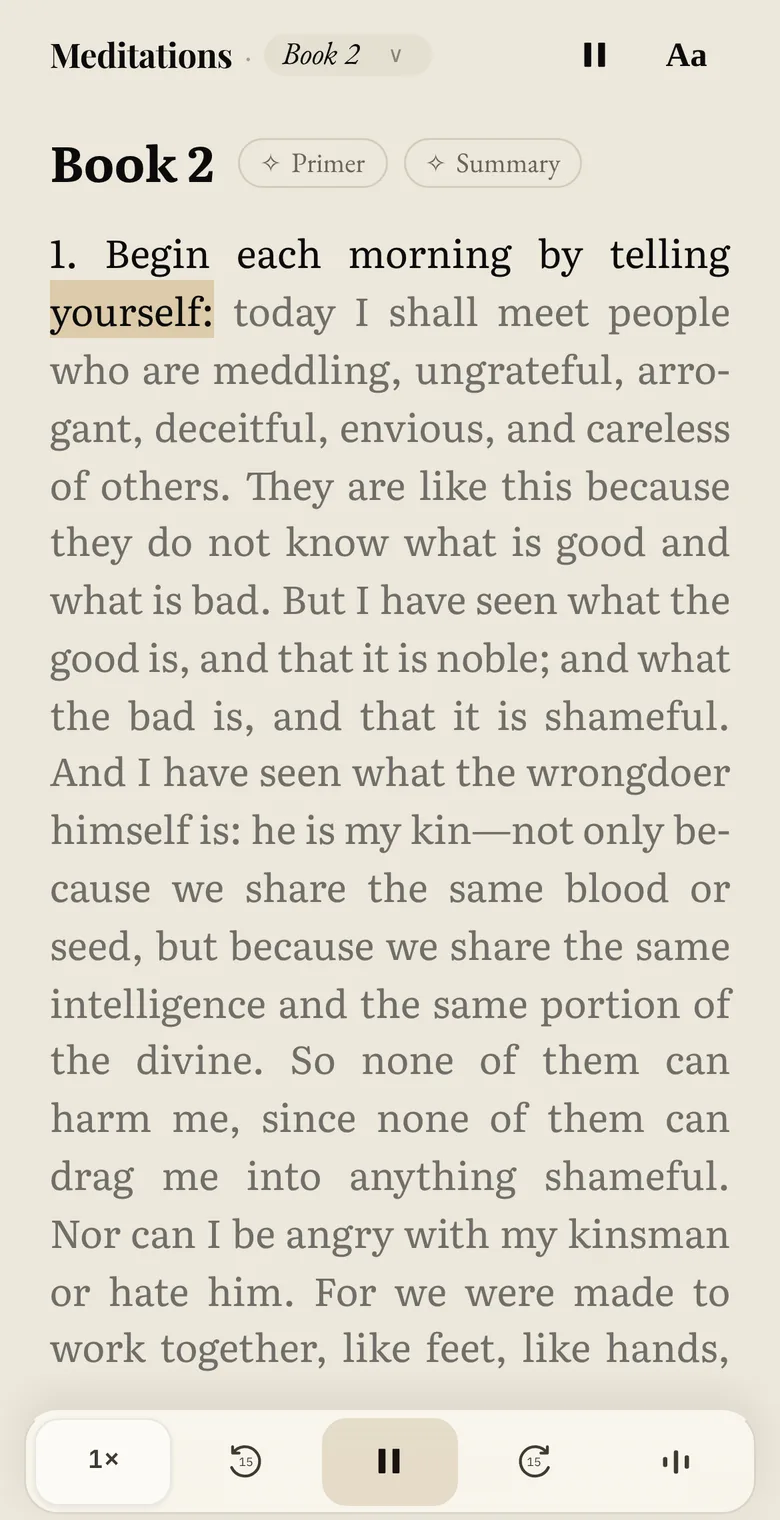 Meditations · Book 2 ∨ Aa
Book 2 ✧ Primer ✧ Summary
1. Begin each morning by telling
yourself: today I shall meet people
who are meddling, ungrateful, arro-
gant, deceitful, envious, and careless
of others. They are like this because
they do not know what is good and
what is bad. But I have seen what the
good is, and that it is noble; and what
the bad is, and that it is shameful.
And I have seen what the wrongdoer
himself is: he is my kin—not only be-
cause we share the same blood or
seed, but because we share the same
intelligence and the same portion of
the divine. So none of them can
harm me, since none of them can
drag me into anything shameful.
Nor can I be angry with my kinsman
or hate him. For we were made to
work together, like feet, like hands,
1× 15 15